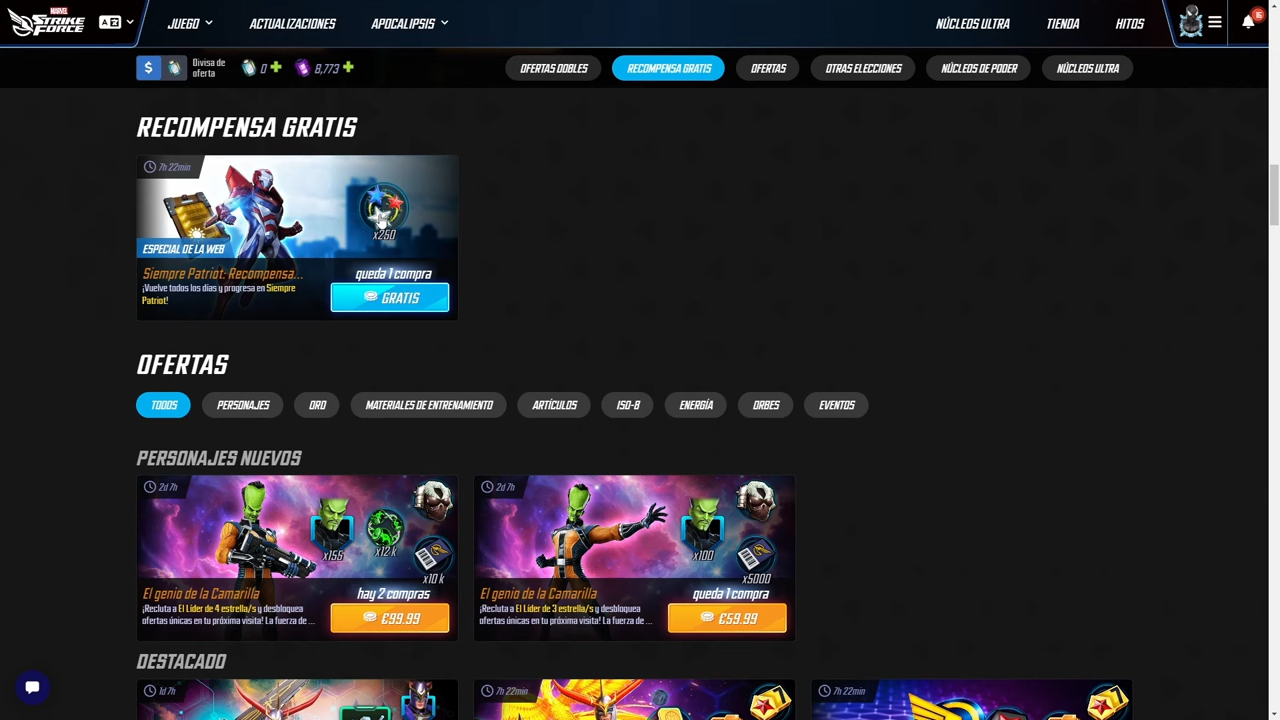 MARVEL
STRIKE
FORCE
JUEGO
ACTUALIZACIONES
APOCALIPSIS
NÚCLEOS ULTRA
TIENDA
HITOS
Divisa de
oferta
0
8,773
OFERTAS DOBLES
RECOMPENSA GRATIS
OFERTAS
OTRAS ELECCIONES
NÚCLEOS DE PODER
NÚCLEOS ULTRA
RECOMPENSA GRATIS
7h 22min
x250
ESPECIAL DE LA WEB
Siempre Patriot: Recompensa...
queda 1 compra
¡Vuelve todos los días y progresa en Siempre
Patriot!
GRATIS
OFERTAS
TODOS
PERSONAJES
ORO
MATERIALES DE ENTRENAMIENTO
ARTÍCULOS
ISO-8
ENERGÍA
ORBES
EVENTOS
PERSONAJES NUEVOS
2d 7h
x155
x12 k
x10 k
El genio de la Camarilla
hay 2 compras
¡Recluta a El Líder de 4 estrella/s y desbloquea
ofertas únicas en tu próxima visita! La fuerza de ...
€99.99
2d 7h
x100
x5000
El genio de la Camarilla
queda 1 compra
¡Recluta a El Líder de 3 estrella/s y desbloquea
ofertas únicas en tu próxima visita! La fuerza de ...
€59.99
DESTACADO
1d 7h
7h 22min
7h 22min